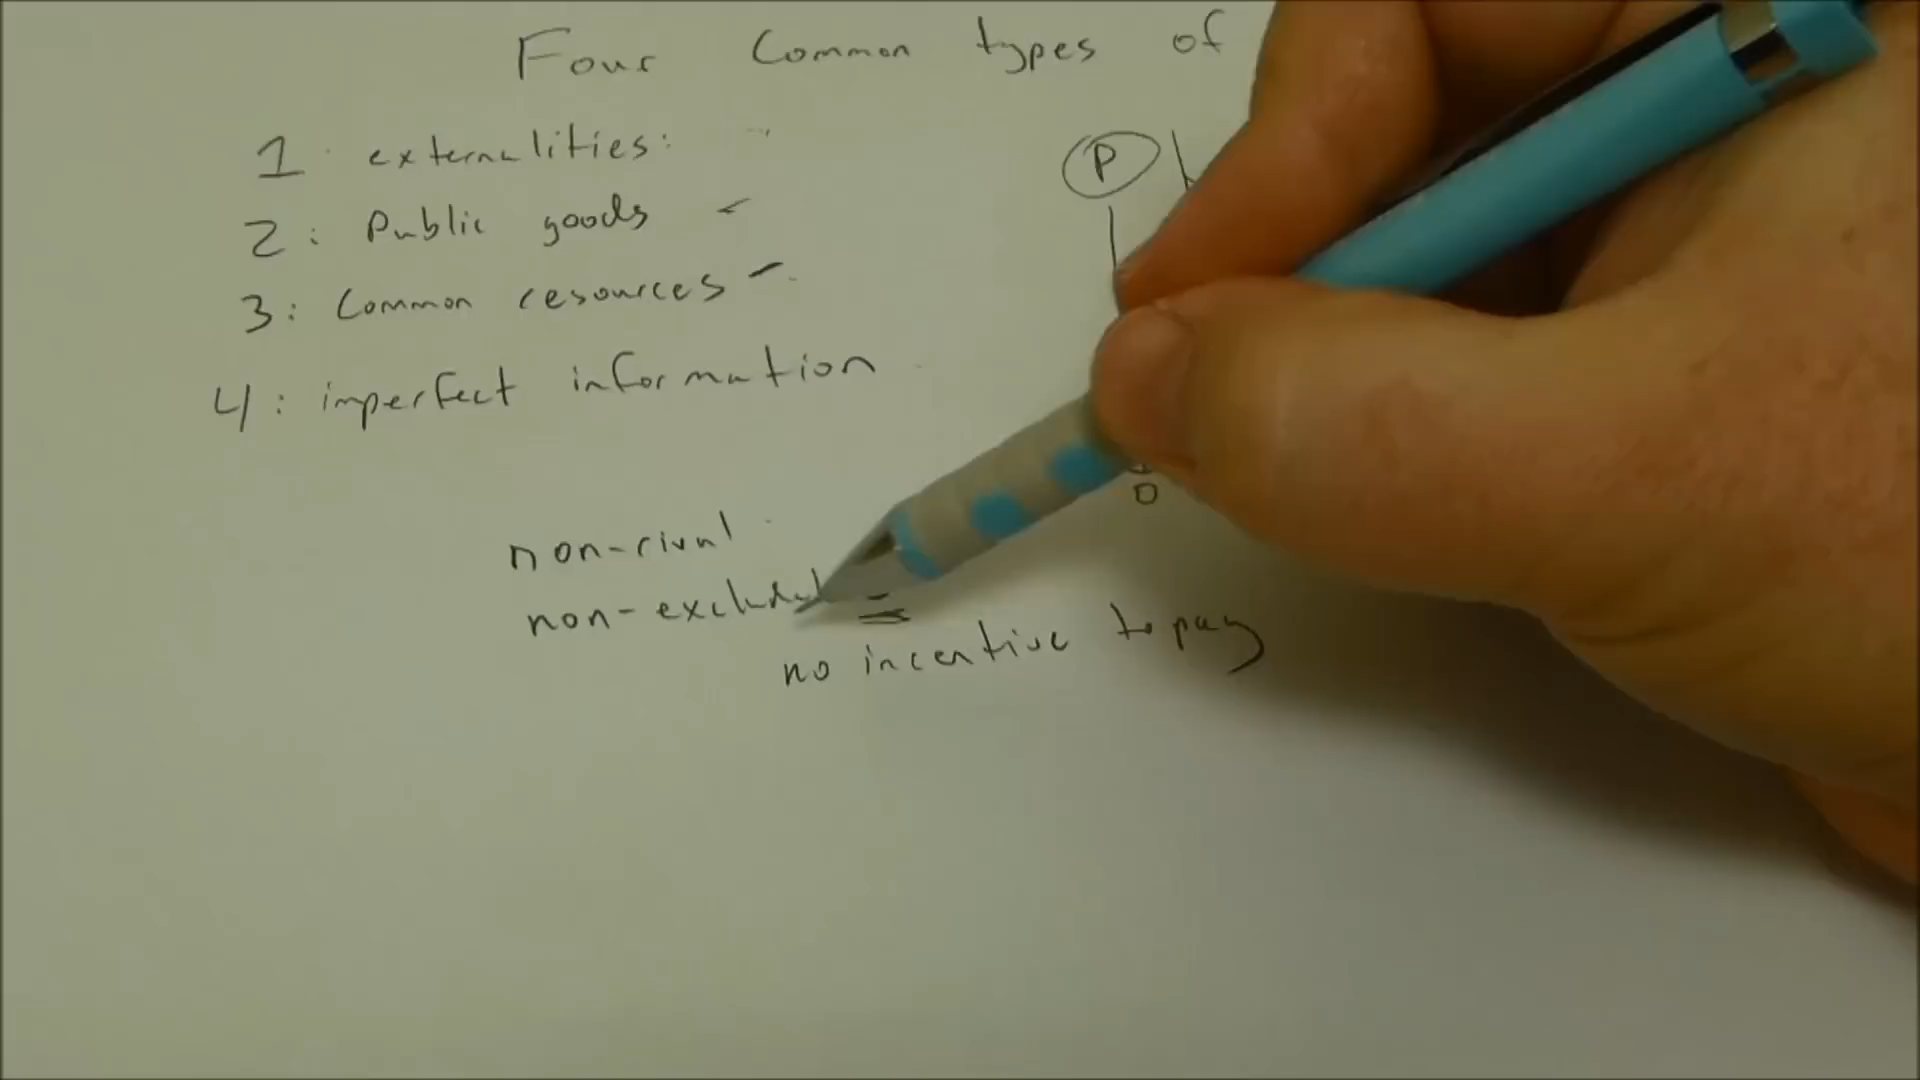 Four Common types of
1 externalities:
P
2: Public goods
3: Common resources
4: imperfect information
D
non-rival
non-exclud
no incentive to pay